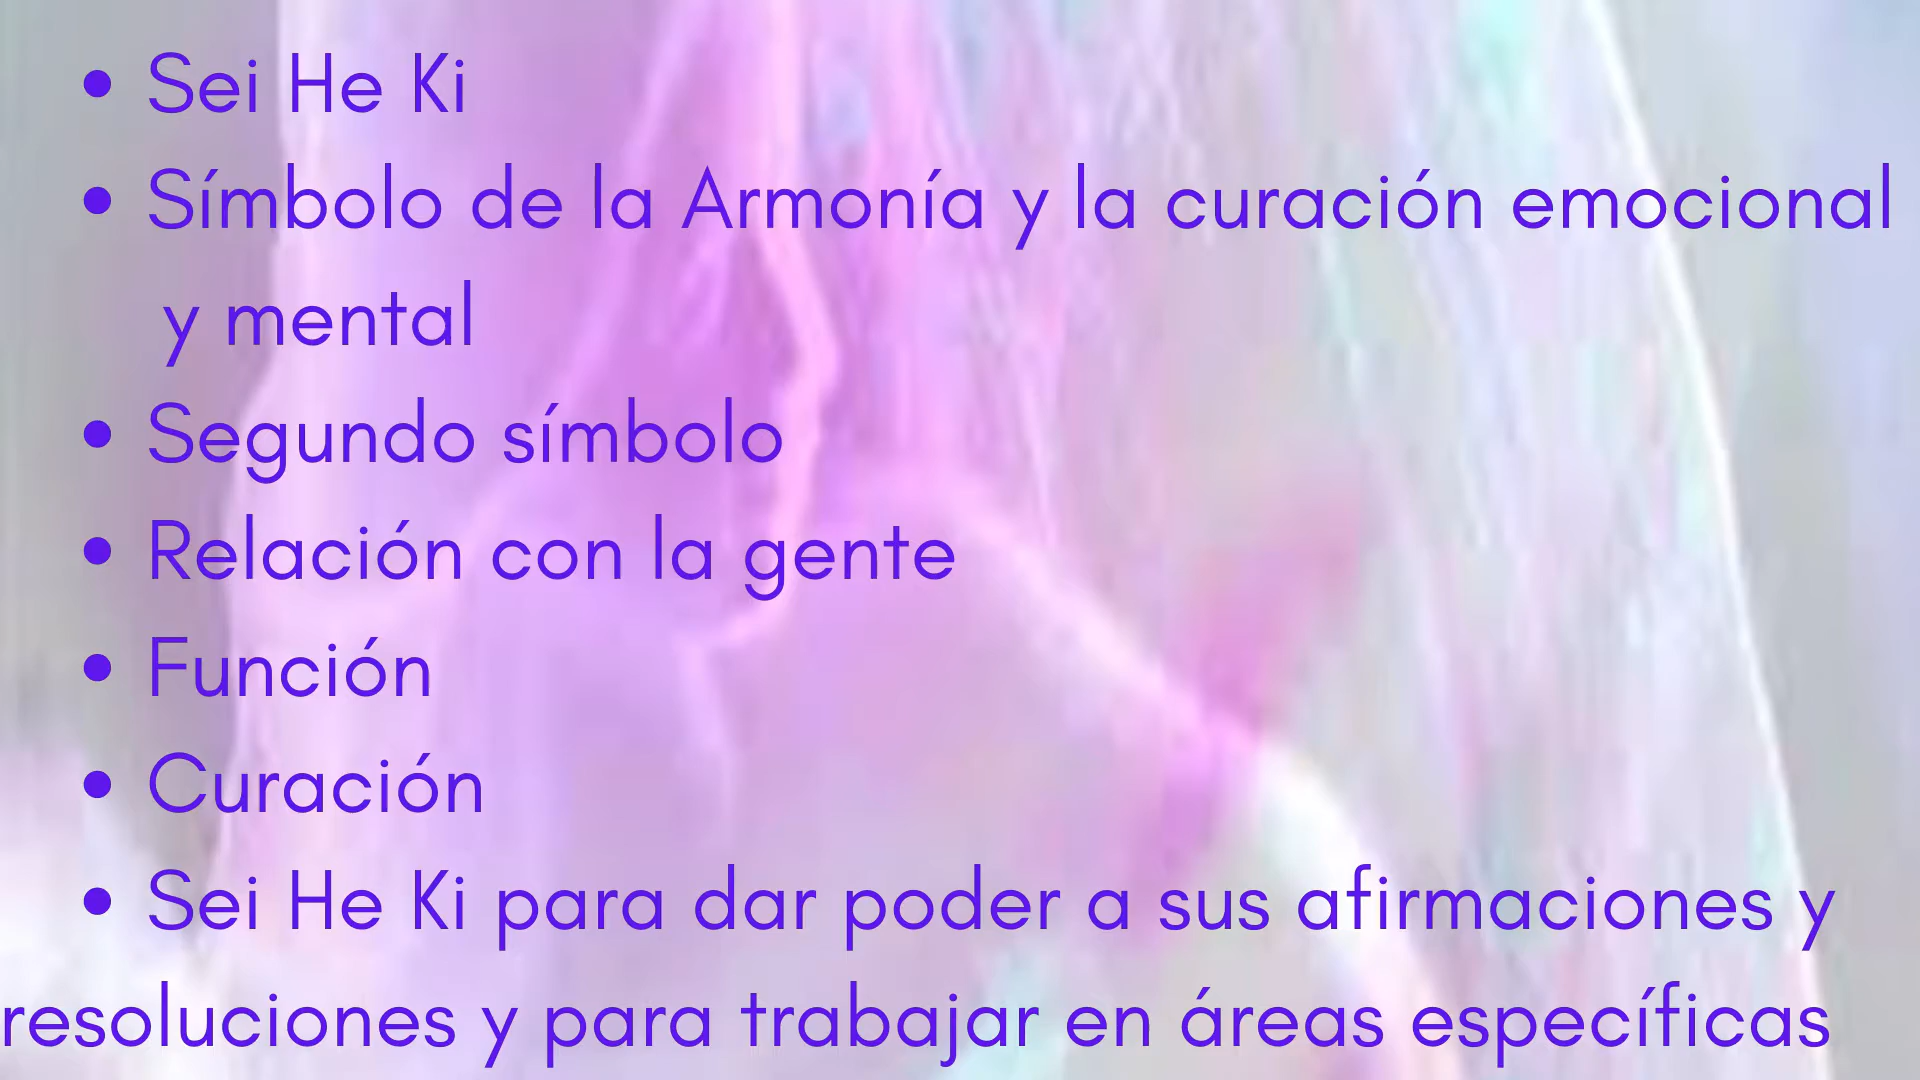 • Sei He Ki
• Símbolo de la Armonía y la curación emocional
y mental
• Segundo símbolo
• Relación con la gente
• Función
• Curación
• Sei He Ki para dar poder a sus afirmaciones y
resoluciones y para trabajar en áreas específicas